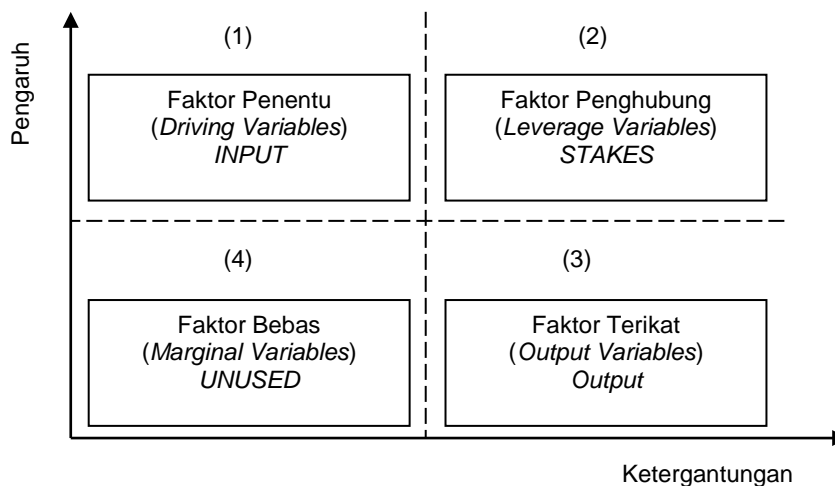 (1)
(2)
Pengaruh
Faktor Penentu
(Driving Variables)
INPUT
Faktor Penghubung
(Leverage Variables)
STAKES
(4)
(3)
Faktor Bebas
(Marginal Variables)
UNUSED
Faktor Terikat
(Output Variables)
Output
Ketergantungan